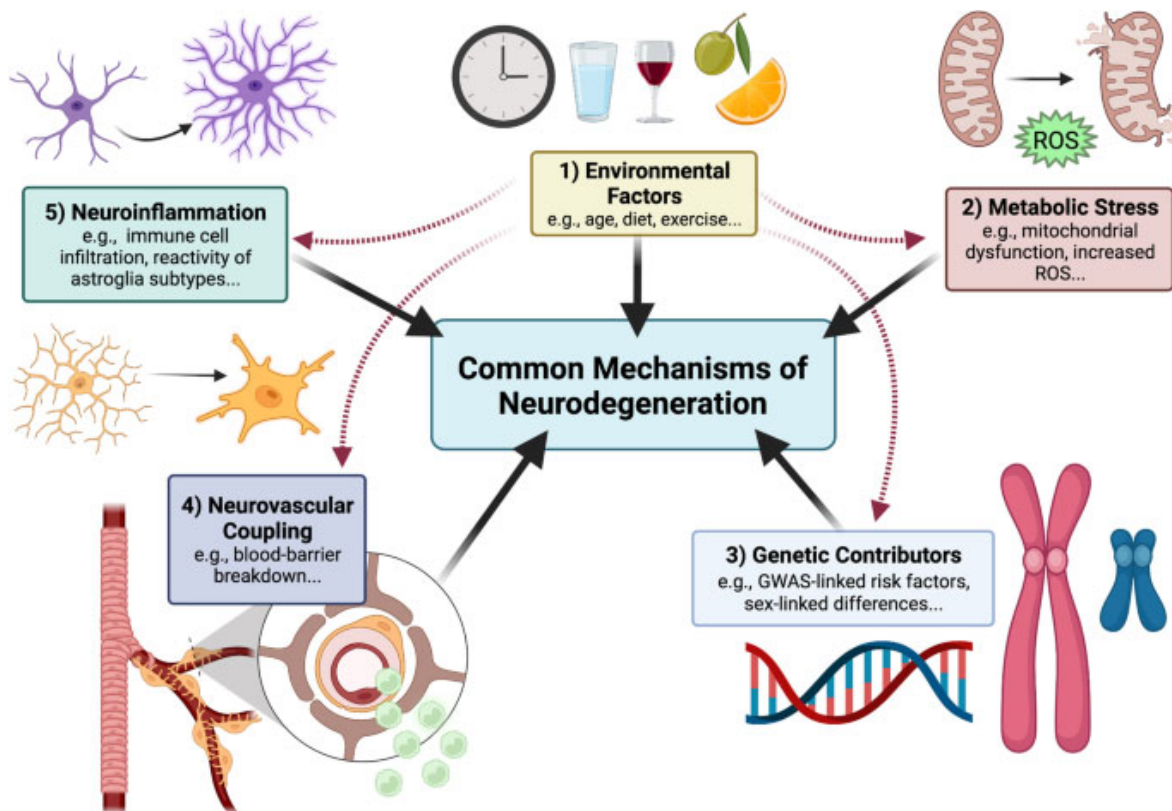 1) Environmental
Factors
e.g., age, diet, exercise...
ROS
2) Metabolic Stress
e.g., mitochondrial
dysfunction, increased
ROS...
5) Neuroinflammation
e.g.,  immune cell
infiltration, reactivity of
astroglia subtypes...
Common Mechanisms of
Neurodegeneration
4) Neurovascular
Coupling
e.g., blood-barrier
breakdown...
3) Genetic Contributors
e.g., GWAS-linked risk factors,
sex-linked differences...